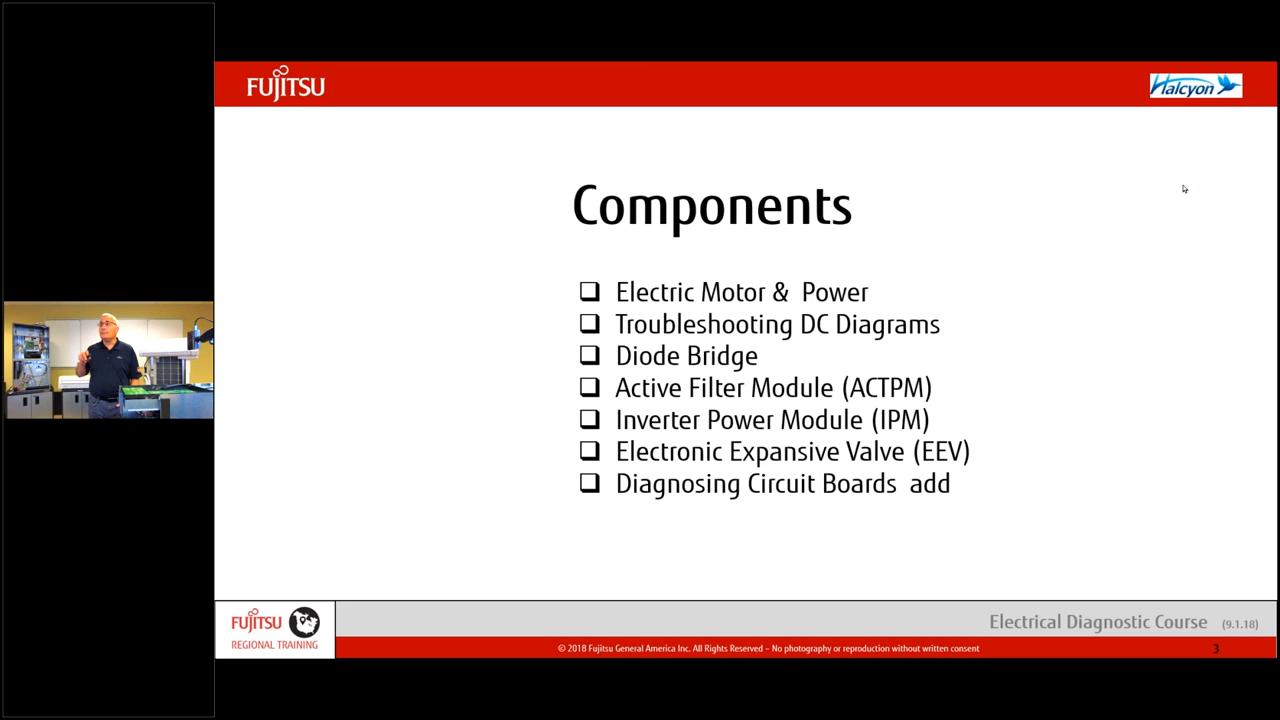 FUJITSU
Halcyon
Components
❑ Electric Motor & Power
❑ Troubleshooting DC Diagrams
❑ Diode Bridge
❑ Active Filter Module (ACTPM)
❑ Inverter Power Module (IPM)
❑ Electronic Expansive Valve (EEV)
❑ Diagnosing Circuit Boards add
FUJITSU
REGIONAL TRAINING
Electrical Diagnostic Course (9.1.18)
© 2018 Fujitsu General America Inc. All Rights Reserved – No photography or reproduction without written consent
3